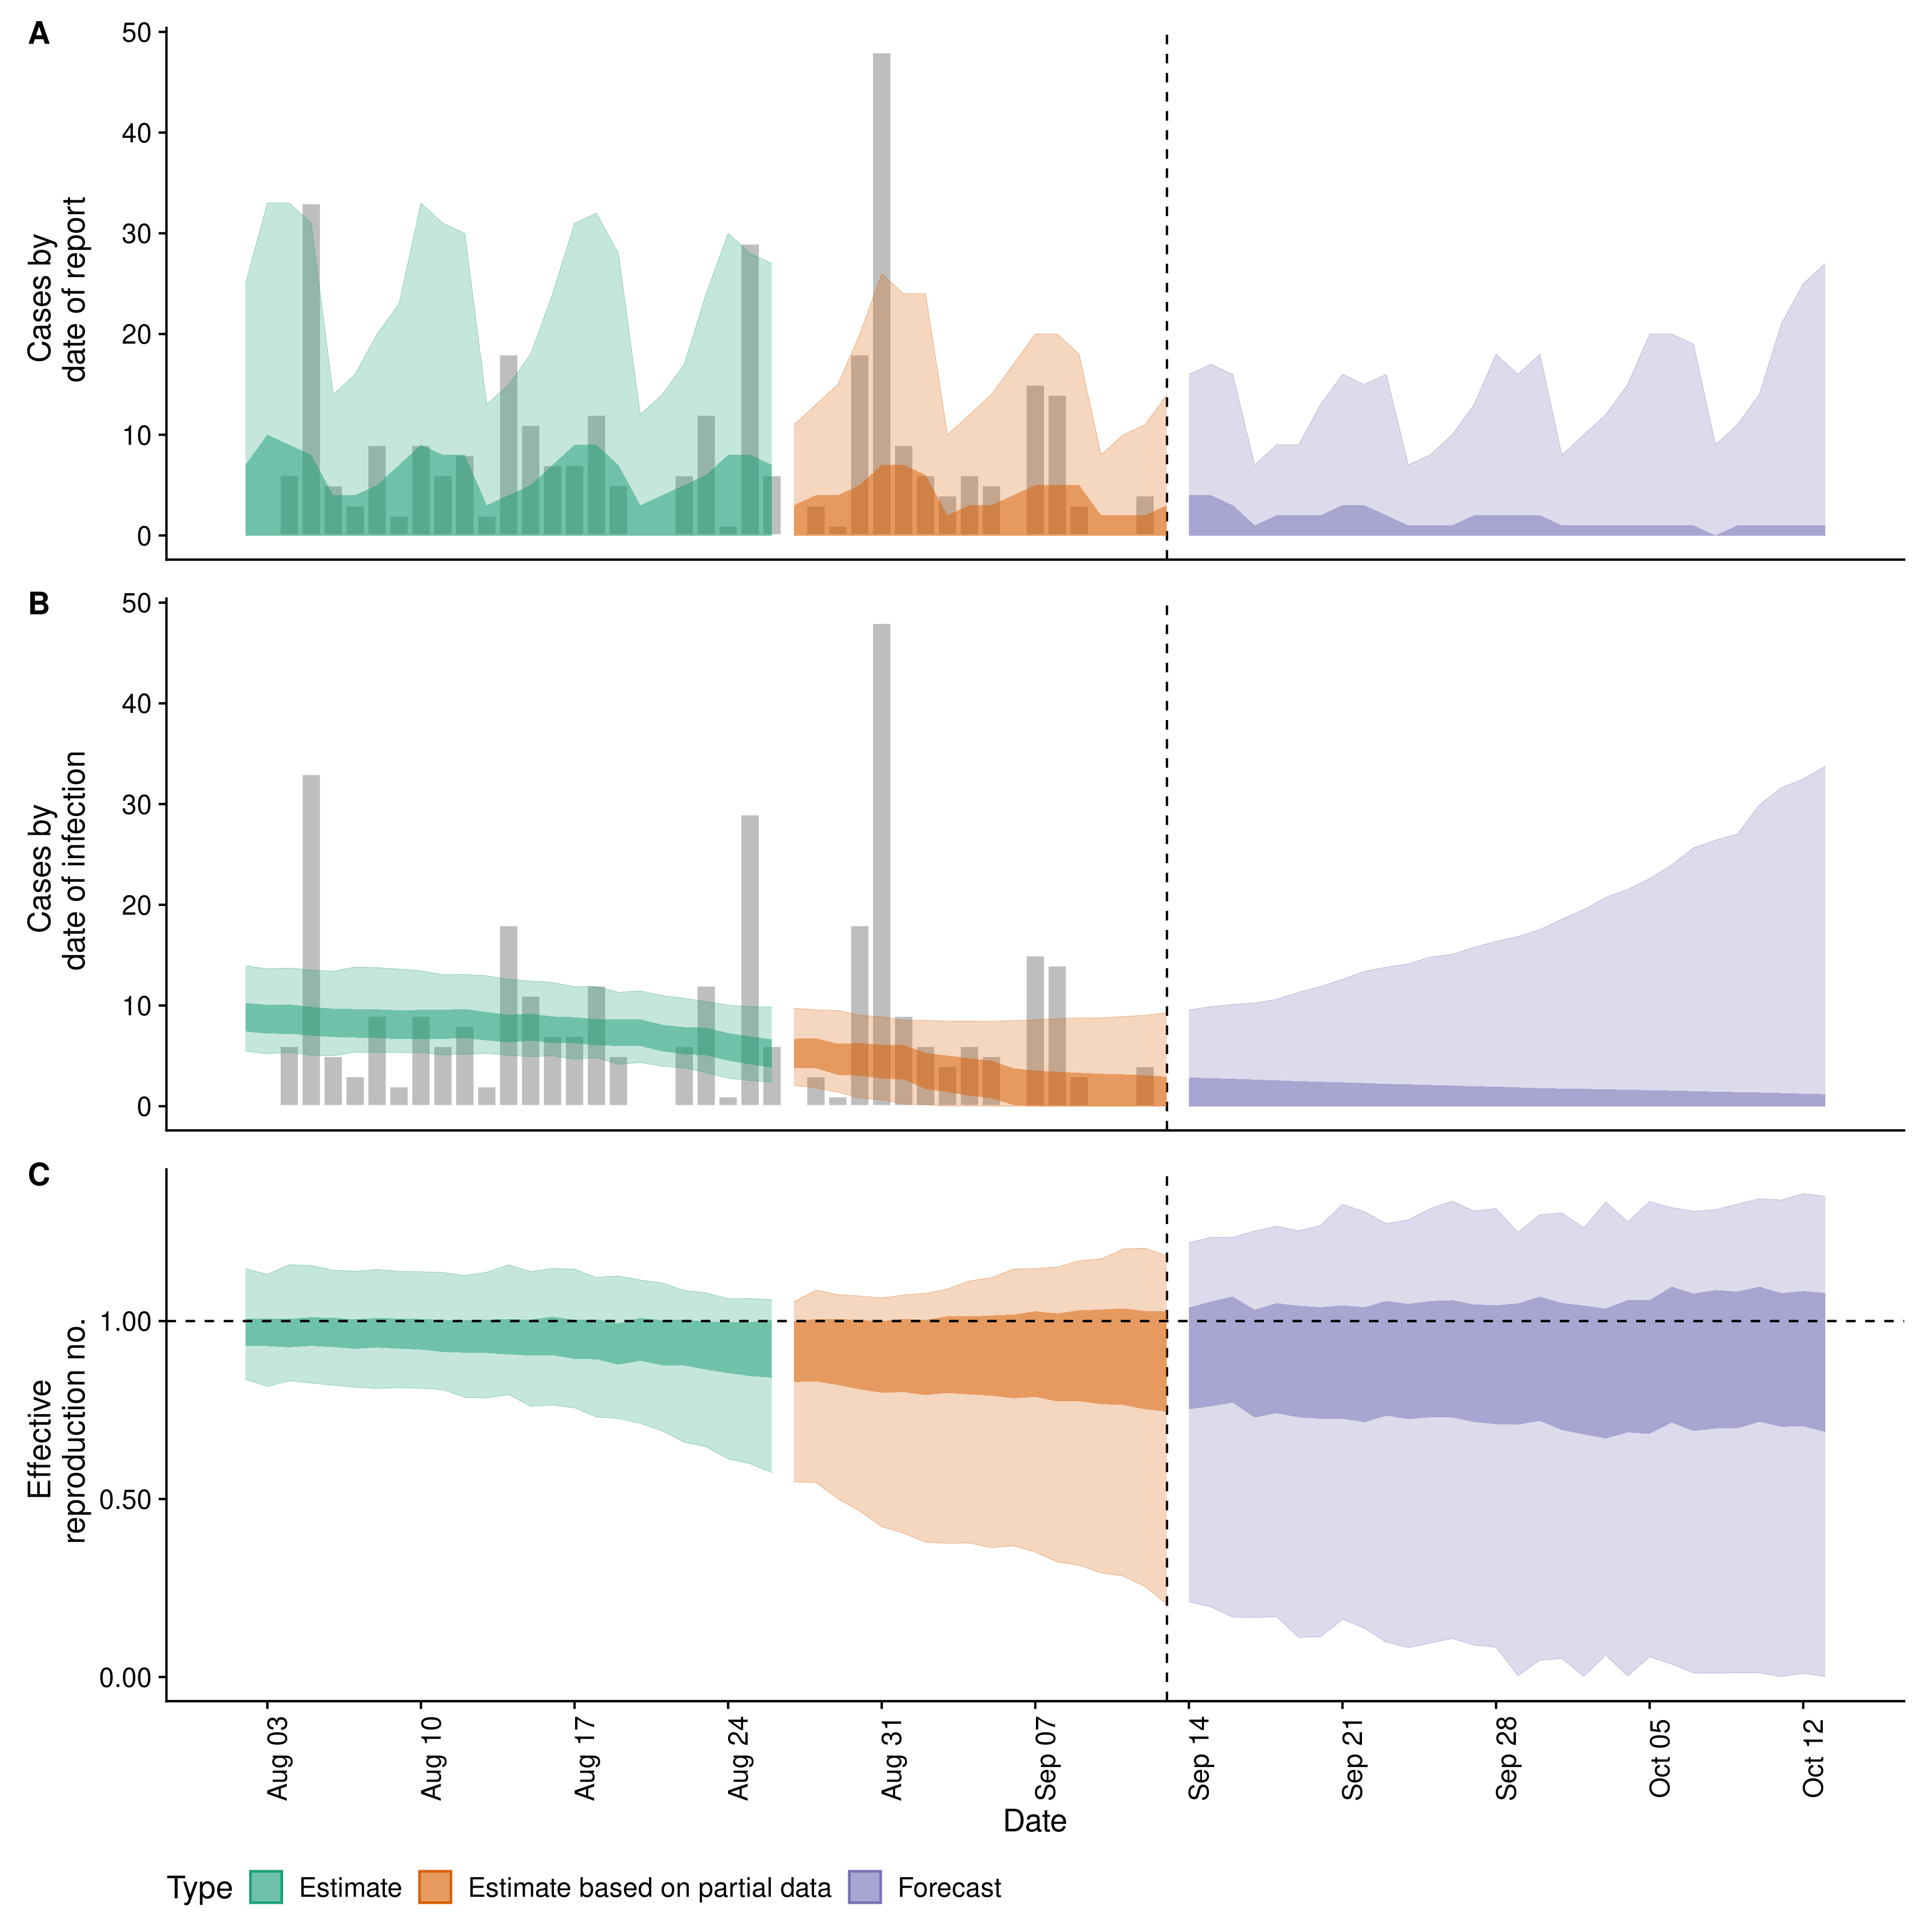 A
50
40
30
20
10
0
Cases by
date of report
B
50
40
30
20
10
0
Cases by
date of infection
C
1.00
0.50
0.00
Effective
reproduction no.
Aug 03
Aug 10
Aug 17
Aug 24
Aug 31
Sep 07
Sep 14
Sep 21
Sep 28
Oct 05
Oct 12
Date
Type Estimate Estimate based on partial data Forecast